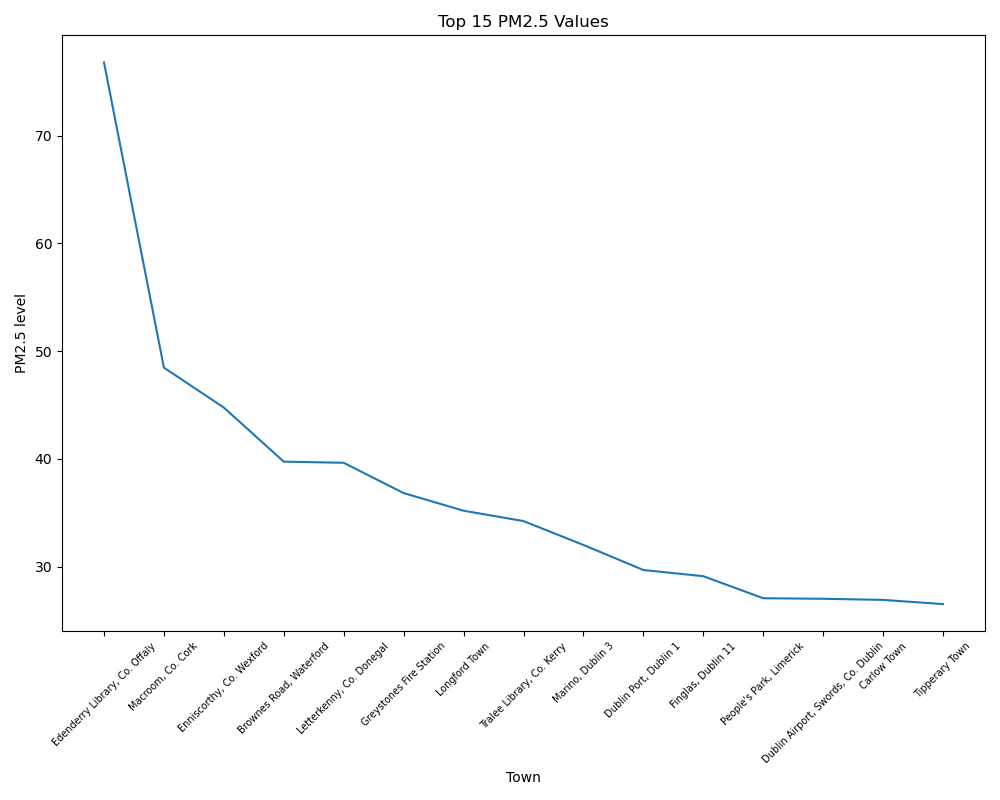 Top 15 PM2.5 Values
PM2.5 level
70
60
50
40
30
Edenderry Library, Co. Offaly
Macroom, Co. Cork
Enniscorthy, Co. Wexford
Brownes Road, Waterford
Letterkenny, Co. Donegal
Greystones Fire Station
Longford Town
Tralee Library, Co. Kerry
Marino, Dublin 3
Dublin Port, Dublin 1
Finglas, Dublin 11
People's Park, Limerick
Dublin Airport, Swords, Co. Dublin
Carlow Town
Tipperary Town
Town